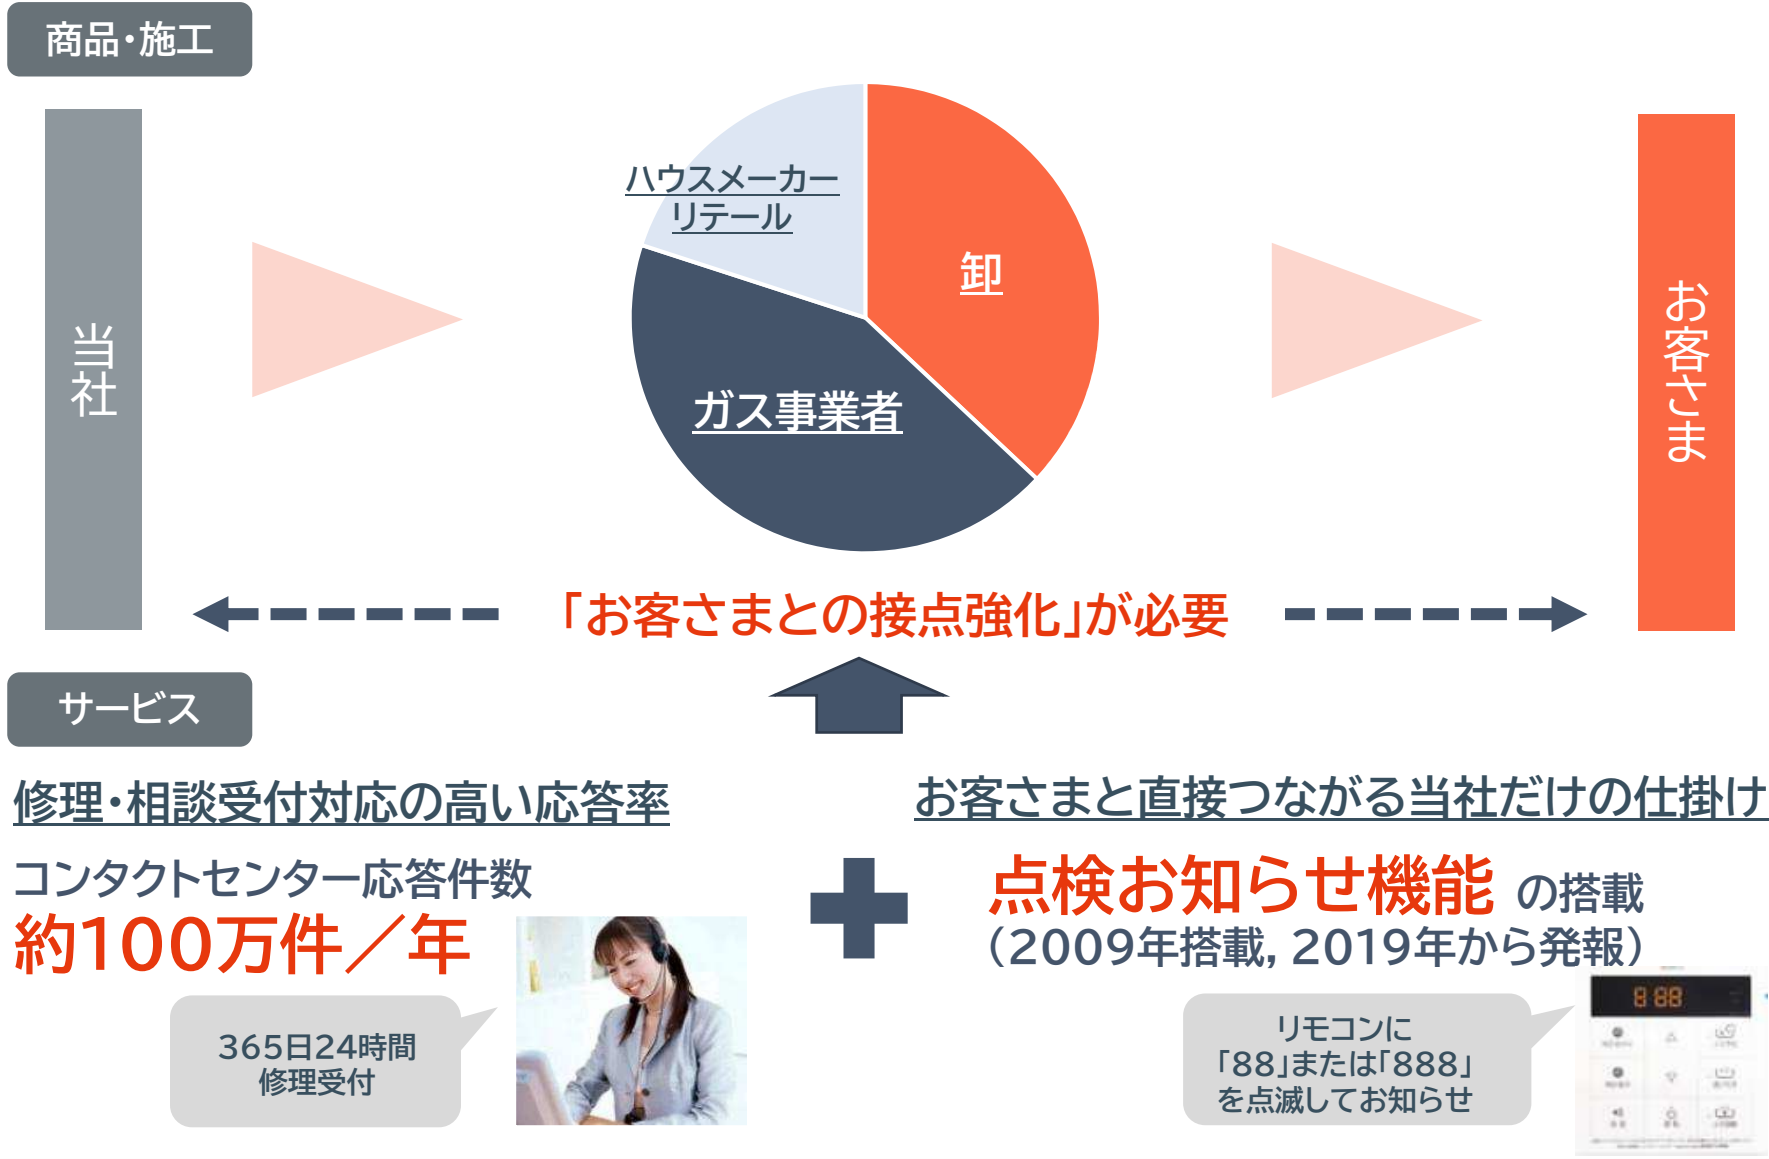 商品・施工
ハウスメーカー
リテール
卸
ガス事業者
当社
お客さま
「お客さまとの接点強化」が必要
サービス
修理・相談受付対応の高い応答率
コンタクトセンター応答件数
約100万件／年
365日24時間
修理受付
お客さまと直接つながる当社だけの仕掛け
点検お知らせ機能 の搭載
（2009年搭載，2019年から発報）
リモコンに
「88」または「888」
を点滅してお知らせ
8 88